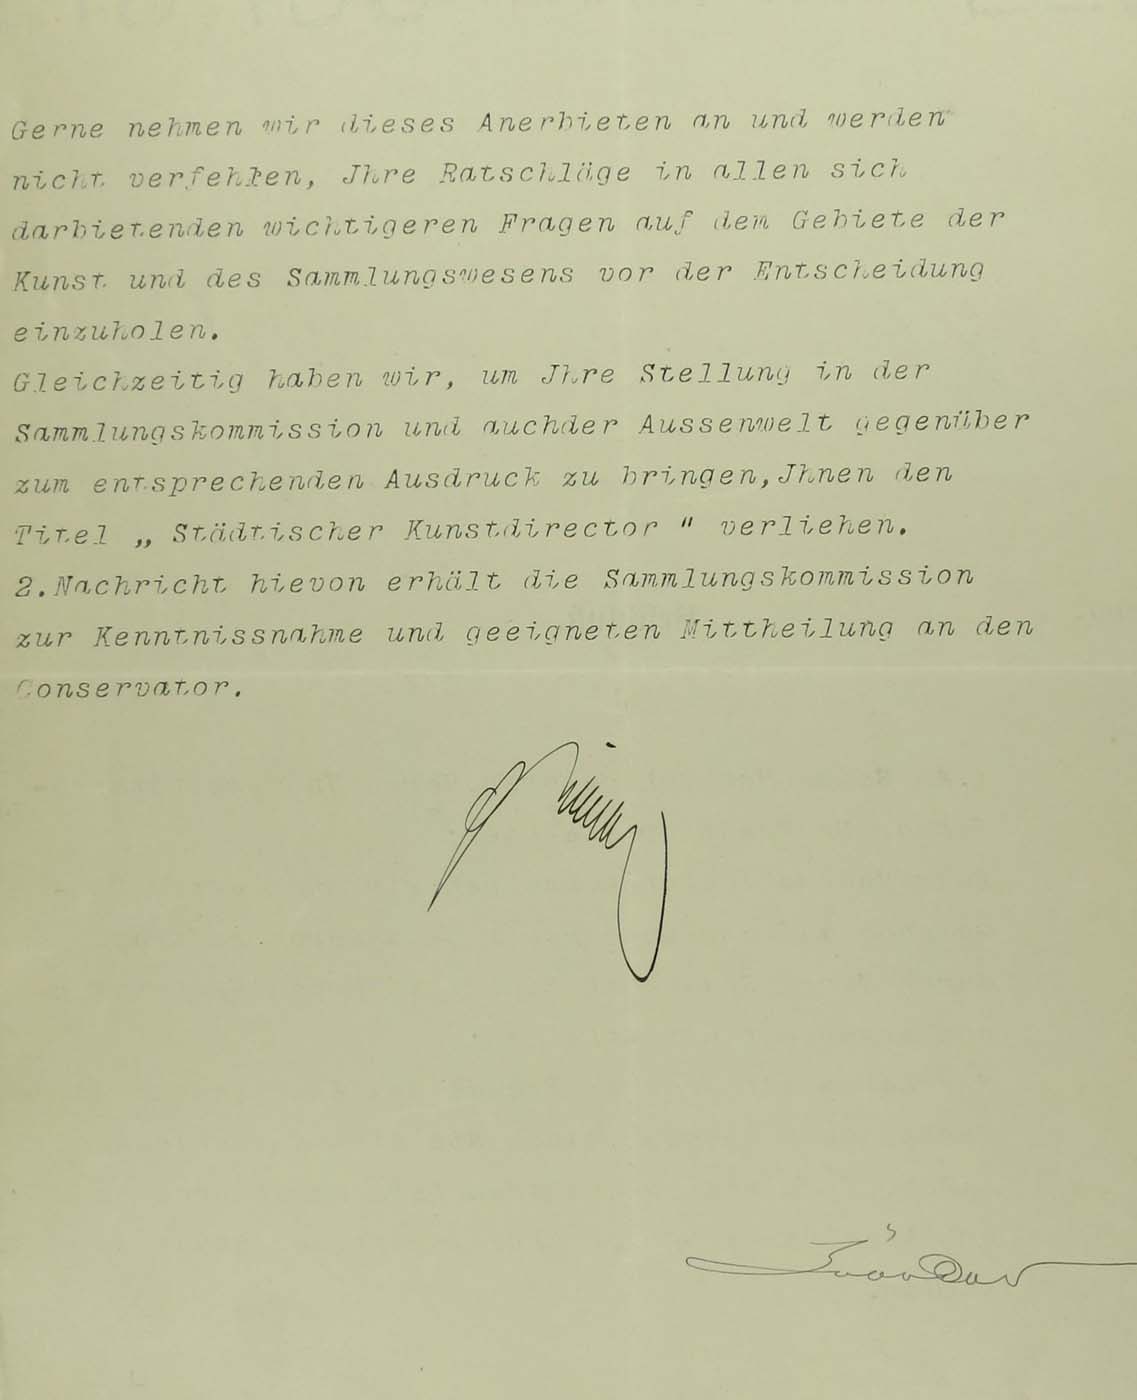 Gerne nehmen wir dieses Anerbieten an und werden
nicht verfehlen, Jhre Ratschläge in allen sich
darbietenden wichtigeren Fragen auf dem Gebiete der
Kunst und des Sammlungswesens vor der Entscheidung
einzuholen.
Gleichzeitig haben wir, um Jhre Stellung in der
Sammlungskommission und auchder Aussenwelt gegenüber
zum entsprechenden Ausdruck zu bringen,Jhnen den
Titel „ Städtischer Kunstdirector " verliehen.
2.Nachricht hievon erhält die Sammlungskommission
zur Kenntnissnahme und geeigneten Mittheilung an den
Conservator.